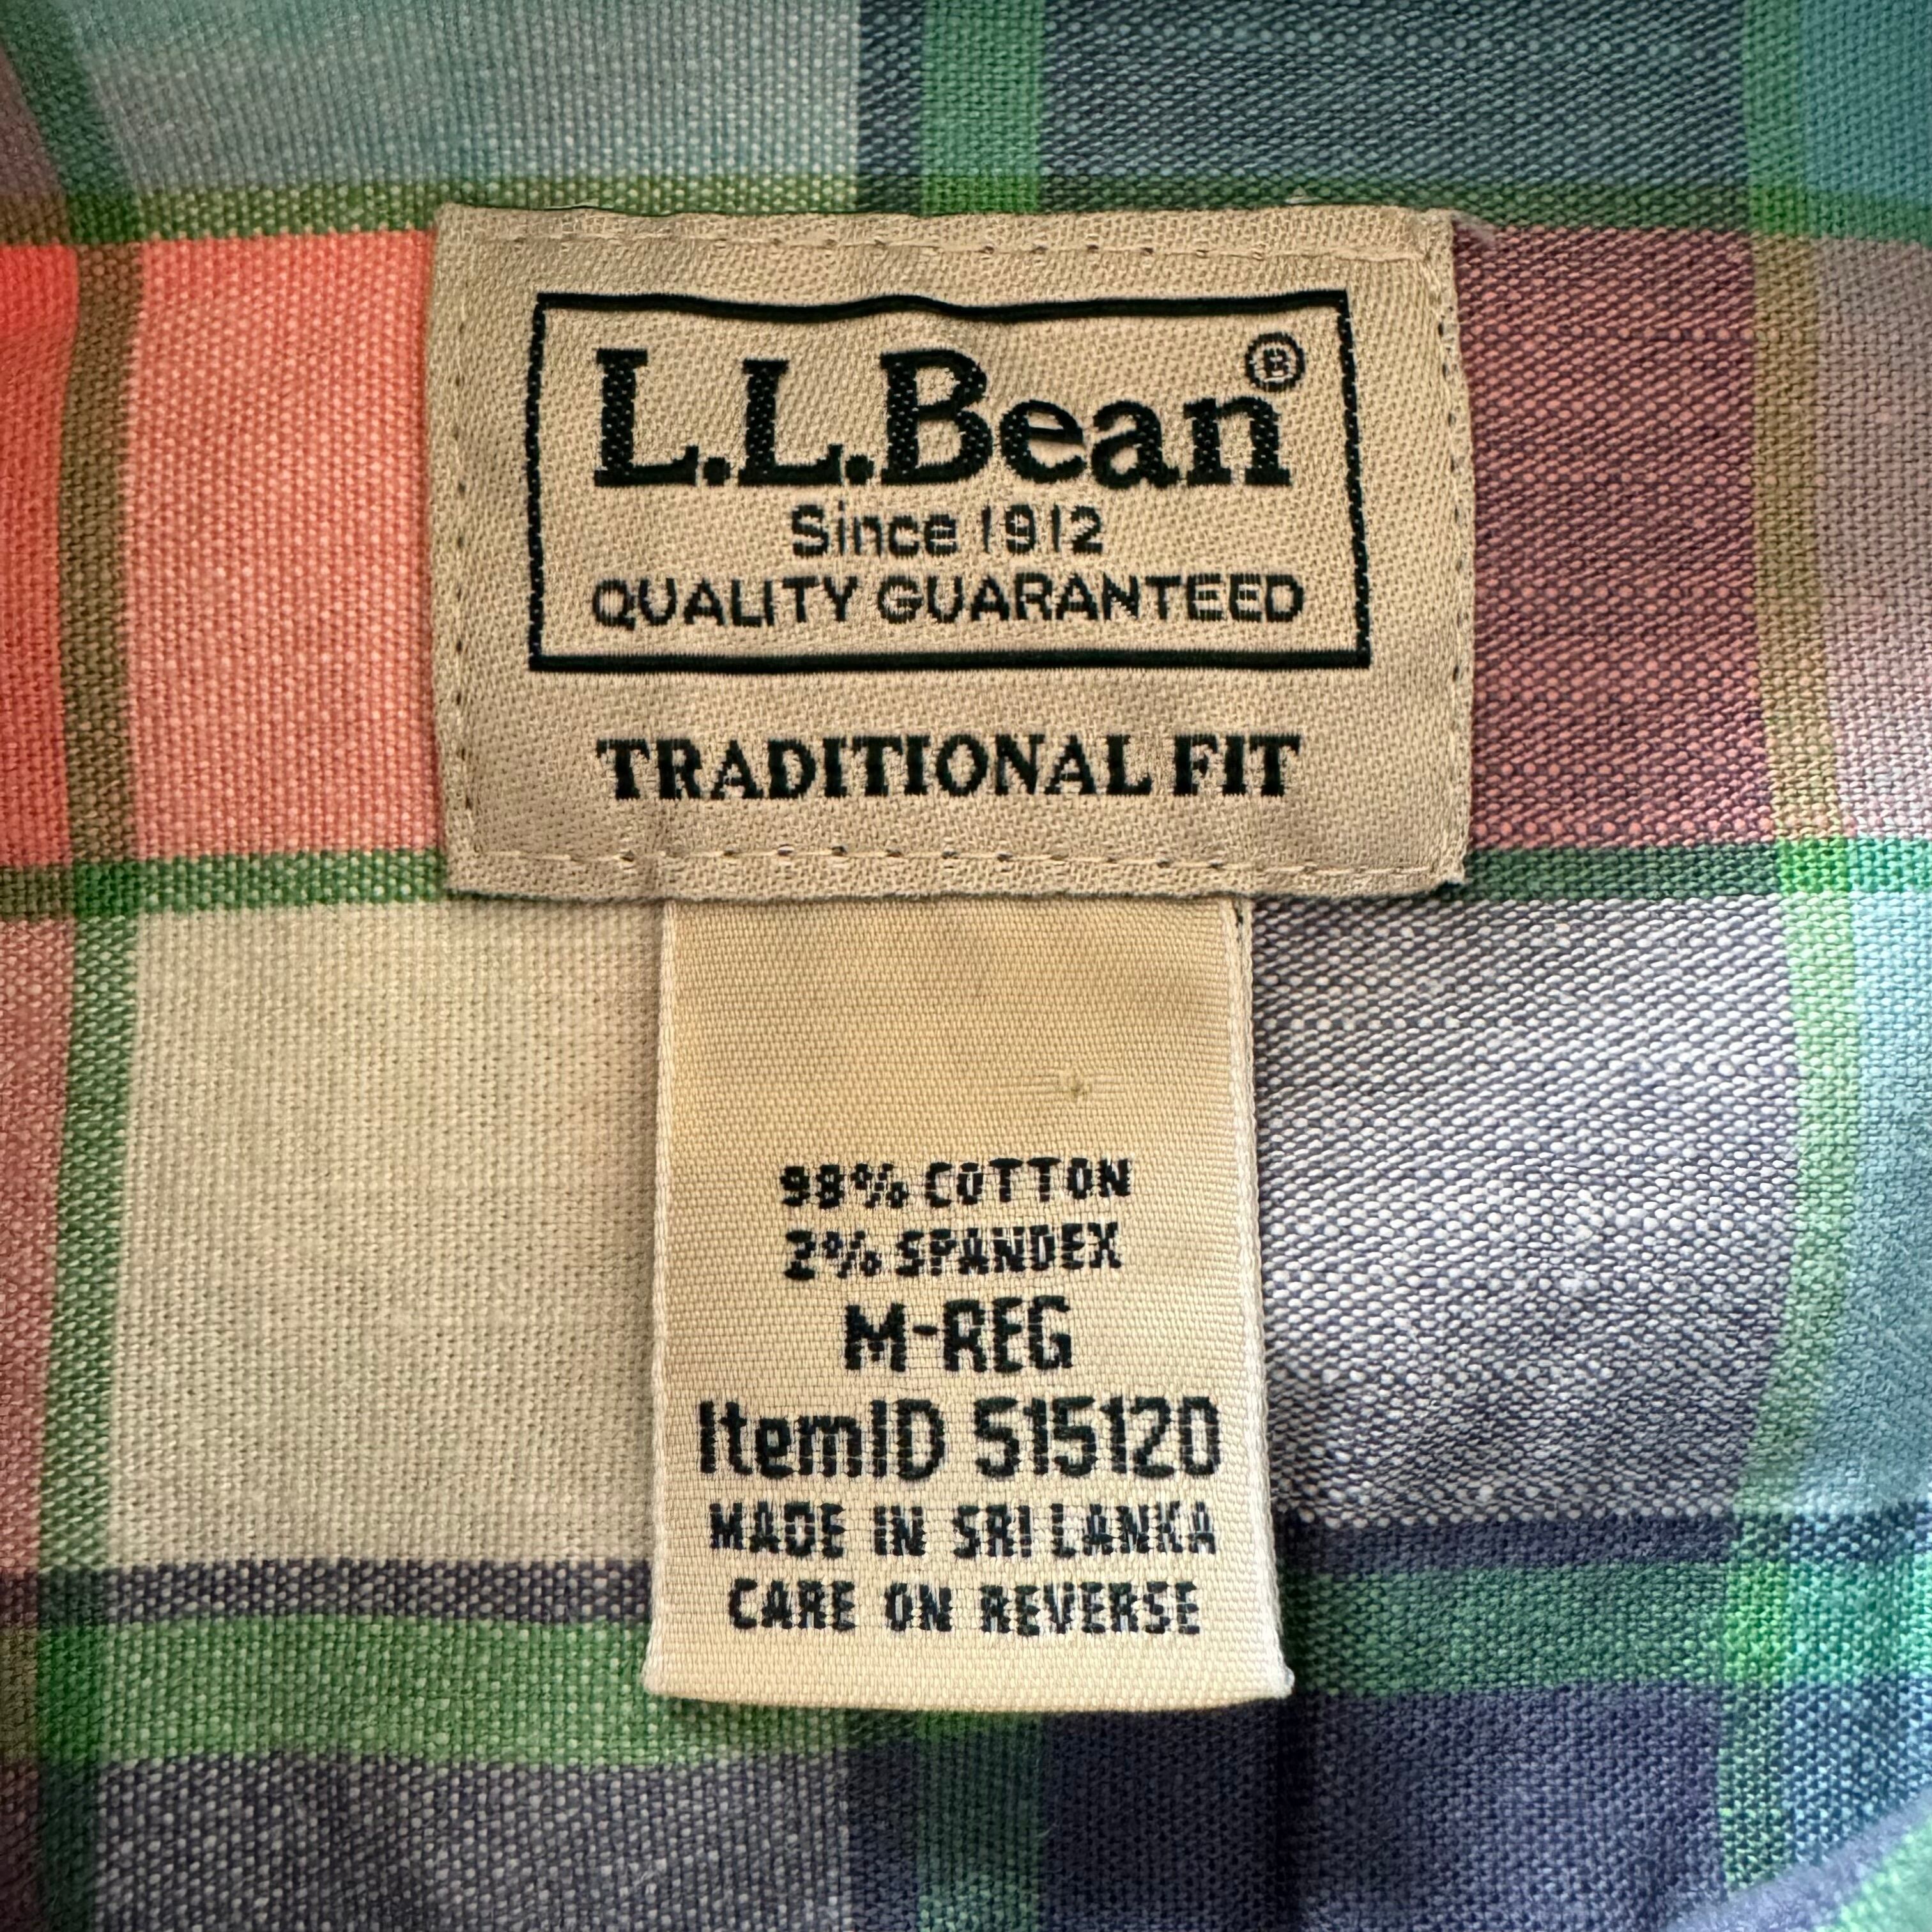 L.L.Bean®
Since 1912
QUALITY GUARANTEED
TRADITIONAL FIT
98% COTTON
2% SPANDEX
M-REG
ItemID 515120
MADE IN SRI LANKA
CARE ON REVERSE